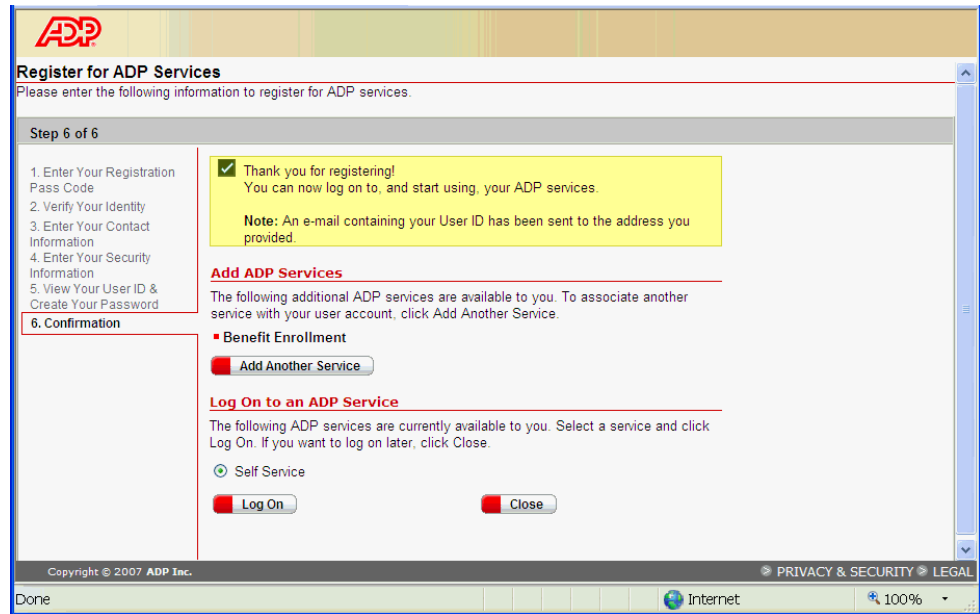 ADP
Register for ADP Services
Please enter the following information to register for ADP services.
Step 6 of 6
1. Enter Your Registration
Pass Code
2. Verify Your Identity
3. Enter Your Contact
Information
4. Enter Your Security
Information
5. View Your User ID &
Create Your Password
6. Confirmation
Thank you for registering!
You can now log on to, and start using, your ADP services.
Note: An e-mail containing your User ID has been sent to the address you
provided.
Add ADP Services
The following additional ADP services are available to you. To associate another
service with your user account, click Add Another Service.
Benefit Enrollment
Add Another Service
Log On to an ADP Service
The following ADP services are currently available to you. Select a service and click
Log On. If you want to log on later, click Close.
Self Service
Log On Close
Copyright © 2007 ADP Inc. PRIVACY & SECURITY LEGAL
Done Internet 100%